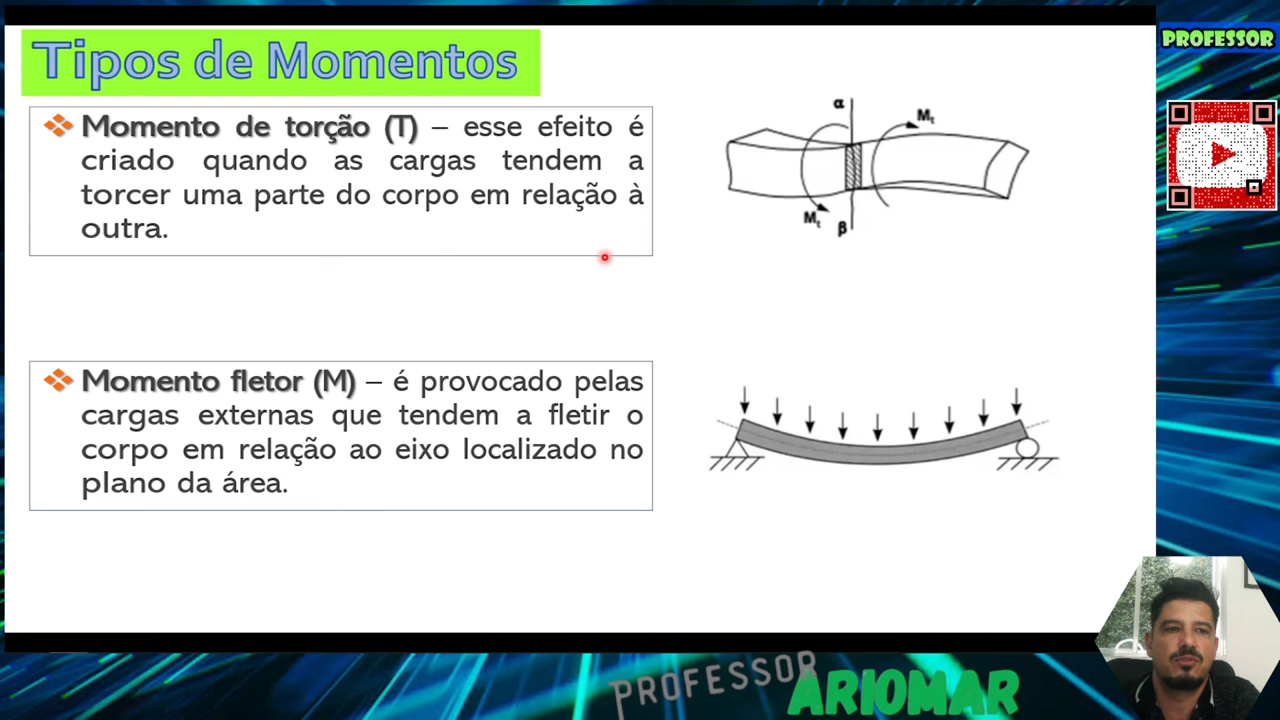 Tipos de Momentos
PROFESSOR
Momento de torção (T) – esse efeito é
criado quando as cargas tendem a
torcer uma parte do corpo em relação à
outra.
α
Mt
Mt
β
Momento fletor (M) – é provocado pelas
cargas externas que tendem a fletir o
corpo em relação ao eixo localizado no
plano da área.
PROFESSOR
ARIOMAR